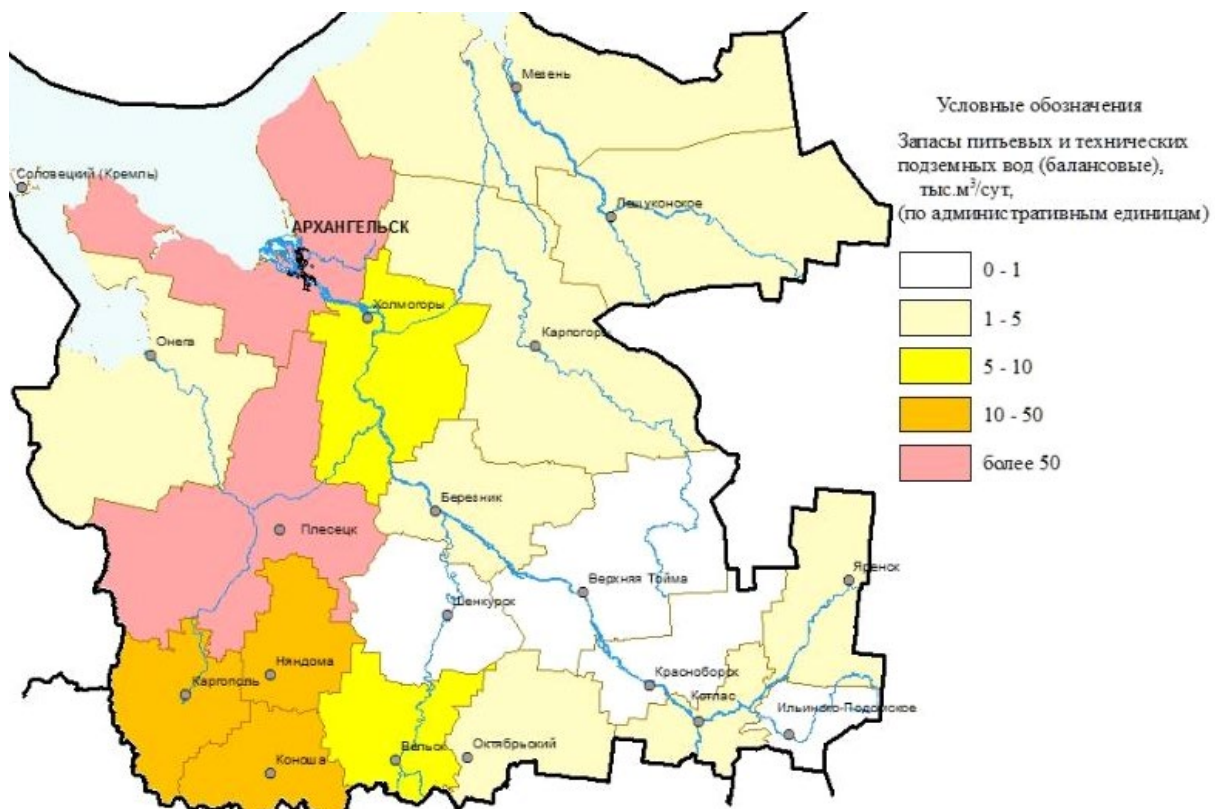 Мезень
Соловецкий (Кремль)
Лешуконское
АРХАНГЕЛЬСК
Холмогоры
Онега
Карпогоры
Березник
Плесецк
Верхняя Тойма
Яренск
Шенкурск
Няндома
Каргополь
Красноборск
Котлас
Ильинско-Подомское
Коноша
Вельск
Октябрьский
Условные обозначения
Запасы питьевых и технических
подземных вод (балансовые),
тыс.м³/сут,
(по административным единицам)
0 - 1
1 - 5
5 - 10
10 - 50
более 50